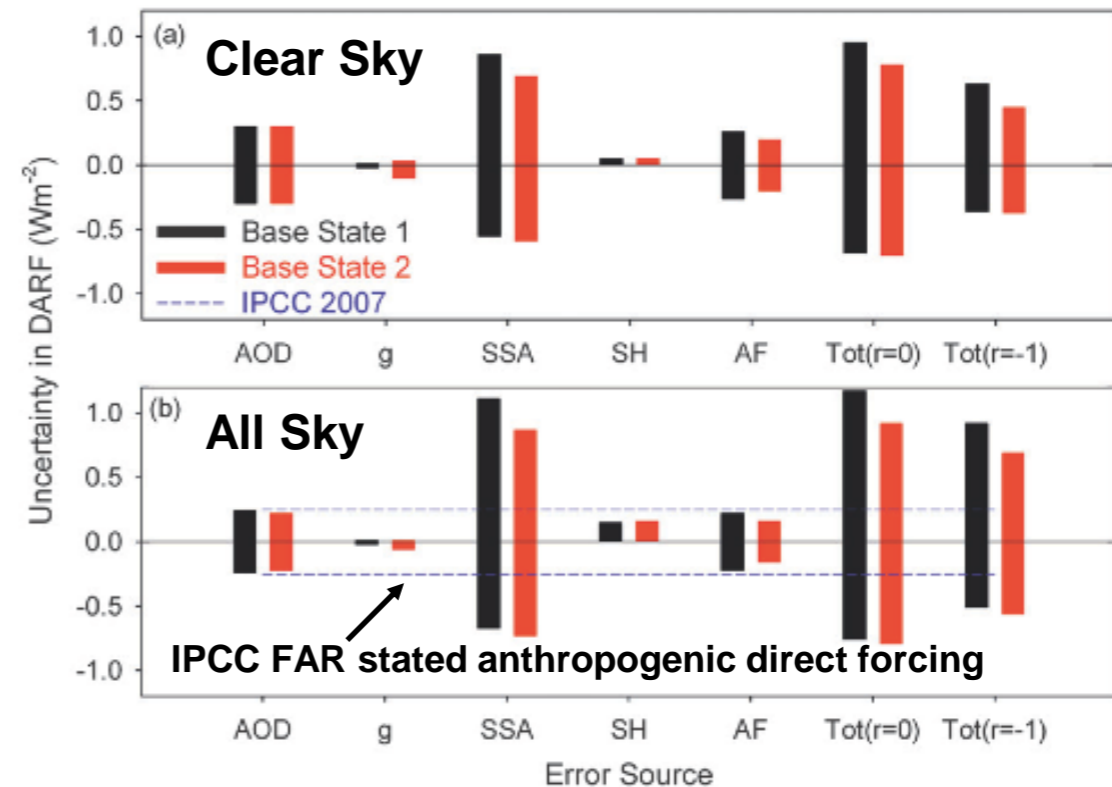 Uncertainty in DARF (Wm-2)
(a)
Clear Sky
1.0
0.5
0.0
-0.5
-1.0
Base State 1
Base State 2
IPCC 2007
AOD g SSA SH AF Tot(r=0) Tot(r=-1)
(b)
All Sky
1.0
0.5
0.0
-0.5
-1.0
IPCC FAR stated anthropogenic direct forcing
AOD g SSA SH AF Tot(r=0) Tot(r=-1)
Error Source